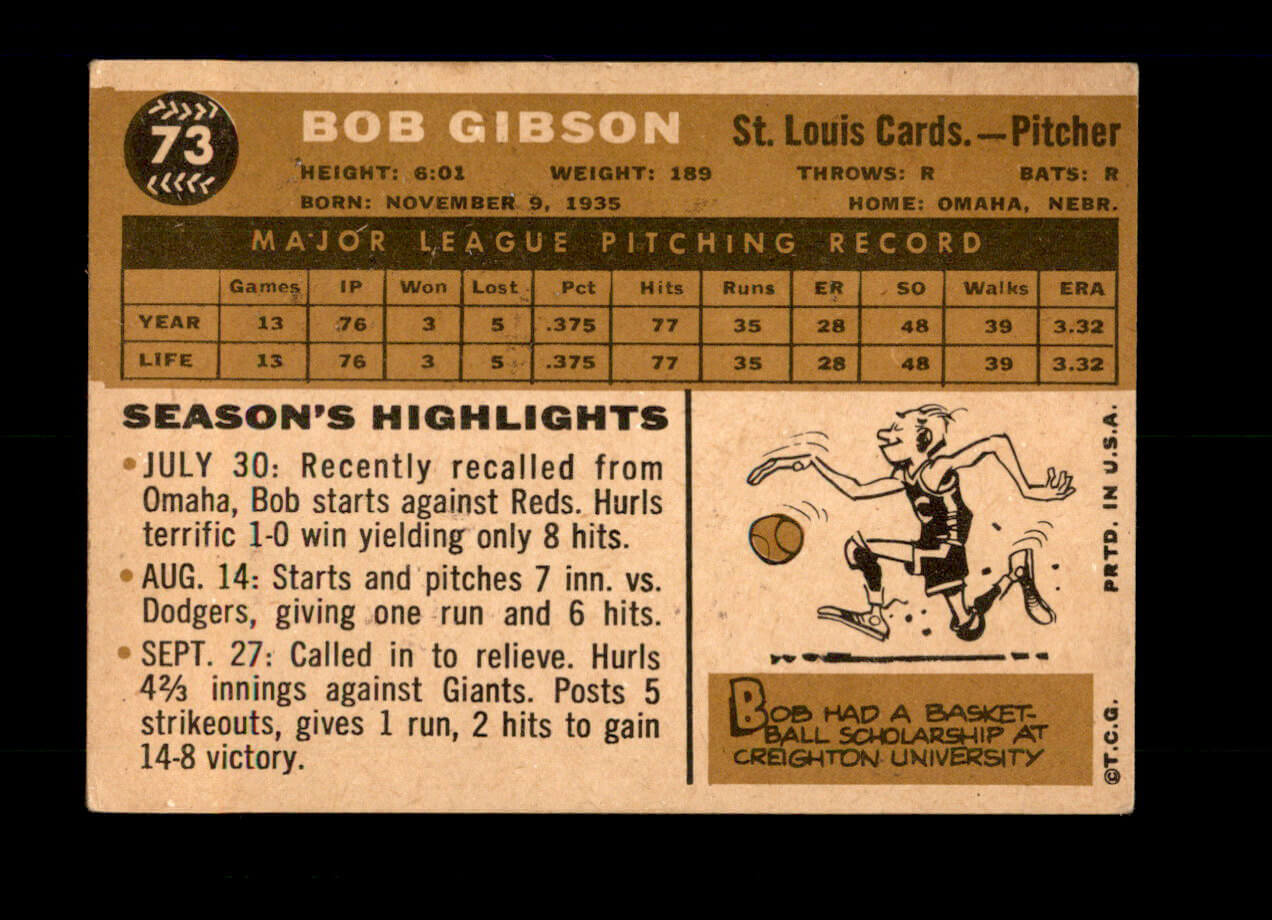 73
BOB GIBSON
St. Louis Cards.—Pitcher
HEIGHT: 6:01 WEIGHT: 189 THROWS: R BATS: R
BORN: NOVEMBER 9, 1935 HOME: OMAHA, NEBR.
MAJOR LEAGUE PITCHING RECORD
Games IP Won Lost Pct Hits Runs ER SO Walks ERA
YEAR 13 76 3 5 .375 77 35 28 48 39 3.32
LIFE 13 76 3 5 .375 77 35 28 48 39 3.32
SEASON'S HIGHLIGHTS
• JULY 30: Recently recalled from
Omaha, Bob starts against Reds. Hurls
terrific 1-0 win yielding only 8 hits.
• AUG. 14: Starts and pitches 7 inn. vs.
Dodgers, giving one run and 6 hits.
• SEPT. 27: Called in to relieve. Hurls
4⅔ innings against Giants. Posts 5
strikeouts, gives 1 run, 2 hits to gain
14-8 victory.
C
BOB HAD A BASKET-
BALL SCHOLARSHIP AT
CREIGHTON UNIVERSITY
©T.C.G. PRTD. IN U.S.A.